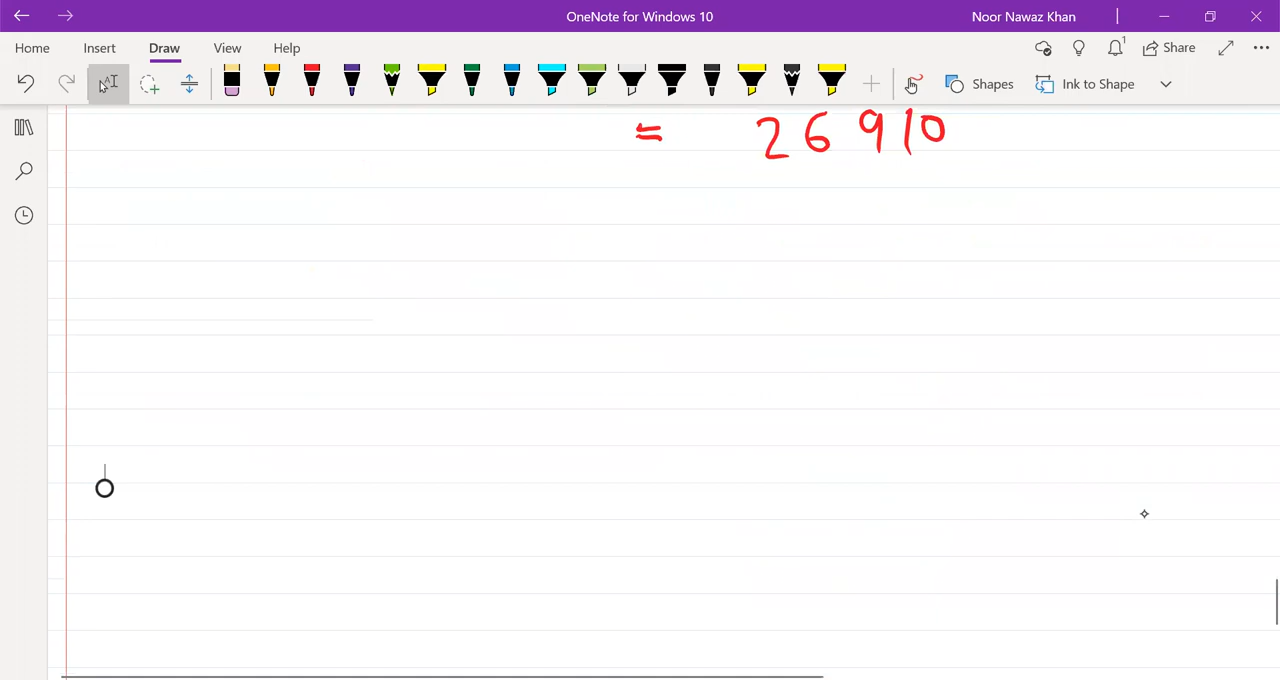 OneNote for Windows 10
Noor Nawaz Khan
Home Insert Draw View Help
Share
Shapes Ink to Shape
= 26910